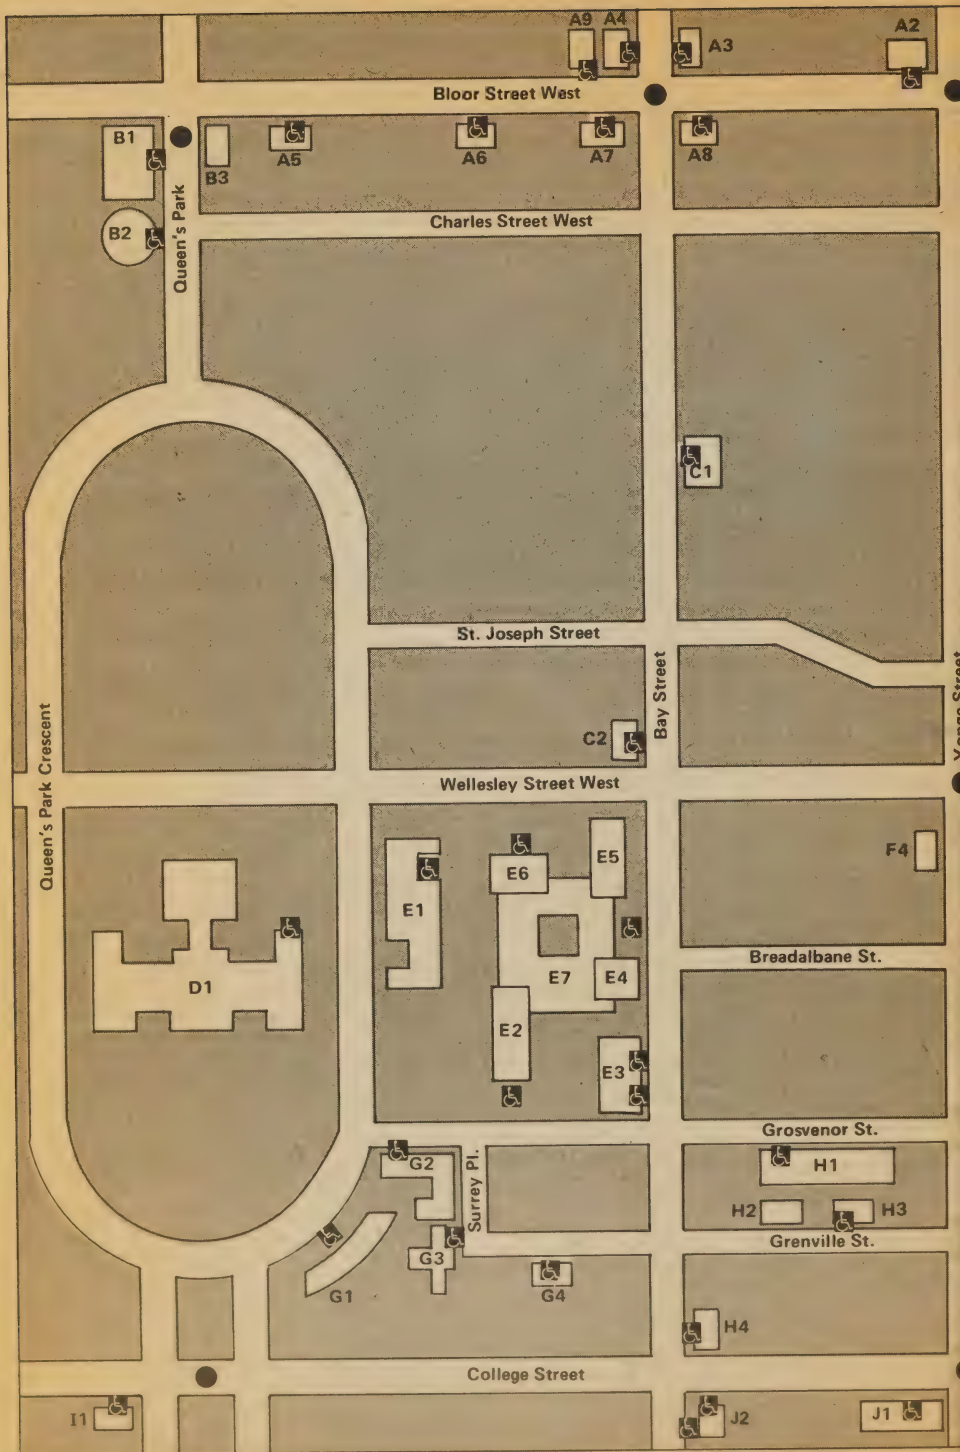 A9
A4
A3
A2
Bloor Street West
B1
B3
A5
A6
A7
A8
Queen's Park
Charles Street West
B2
C1
St. Joseph Street
Bay Street
Yonge Street
C2
Wellesley Street West
Queen's Park Crescent
F4
E5
E6
E1
E7
E4
Breadalbane St.
D1
E2
E3
Grosvenor St.
G2
Surrey Pl.
H1
H2
H3
Grenville St.
G3
G1
G4
H4
College Street
I1
J2
J1